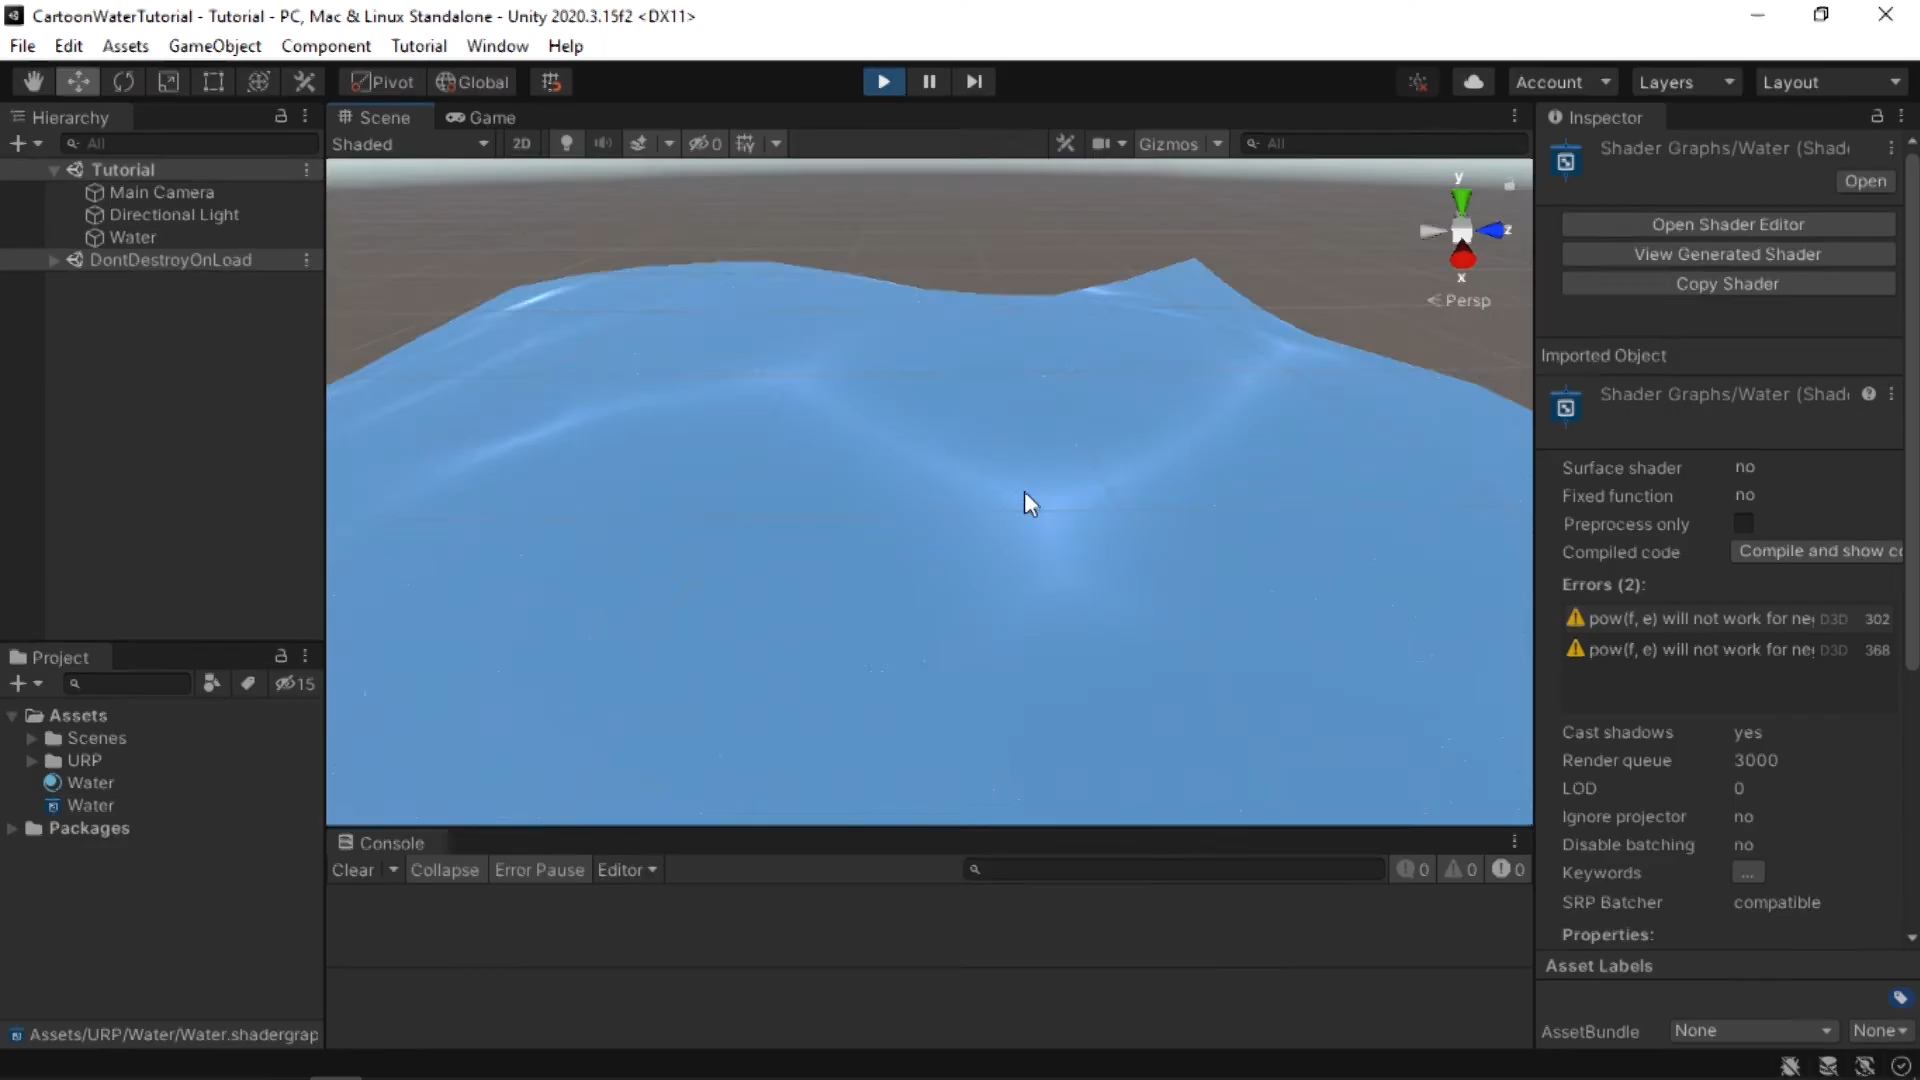 CartoonWaterTutorial - Tutorial - PC, Mac & Linux Standalone - Unity 2020.3.15f2 <DX11>
File Edit Assets GameObject Component Tutorial Window Help
Pivot Global Account Layers Layout
Hierarchy
All
Tutorial
Main Camera
Directional Light
Water
DontDestroyOnLoad
Scene Game
Shaded 2D 0 Gizmos All
y
z
x
Persp
Inspector
Shader Graphs/Water (Shad
Open
Open Shader Editor
View Generated Shader
Copy Shader
Imported Object
Shader Graphs/Water (Shad
Surface shader no
Fixed function no
Preprocess only
Compiled code Compile and show co
Errors (2):
pow(f, e) will not work for neg D3D 302
pow(f, e) will not work for neg D3D 368
Cast shadows yes
Render queue 3000
LOD 0
Ignore projector no
Disable batching no
Keywords ...
SRP Batcher compatible
Properties:
Asset Labels
AssetBundle None None
Project
15
Assets
Scenes
URP
Water
Water
Packages
Assets/URP/Water/Water.shadergrap
Console
Clear Collapse Error Pause Editor 0 0 0